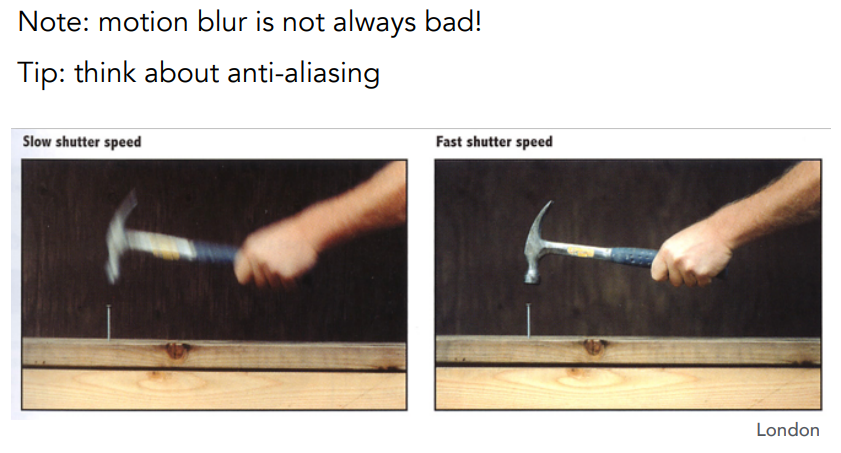 Note: motion blur is not always bad!
Tip: think about anti-aliasing
Slow shutter speed
Fast shutter speed
London